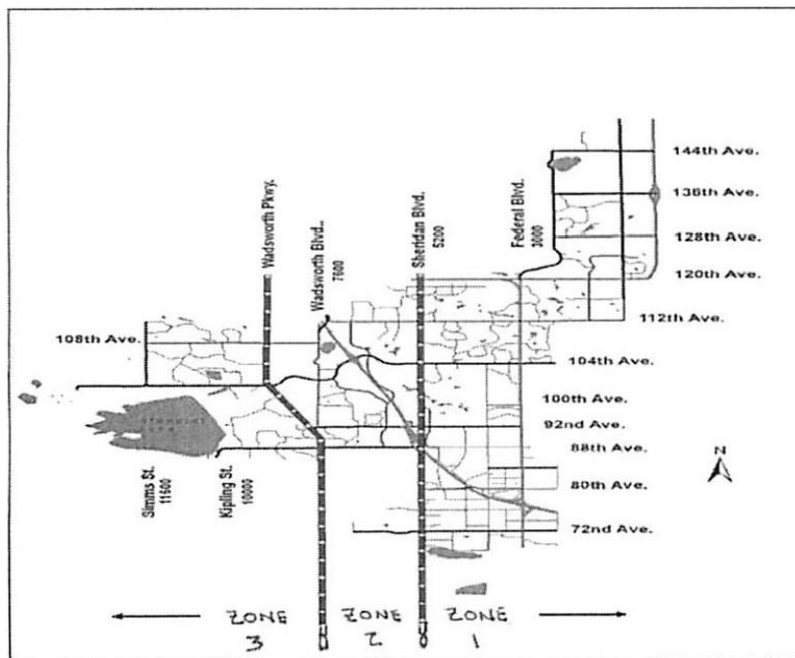 144th Ave.
136th Ave.
128th Ave.
120th Ave.
112th Ave.
Wadsworth Pkwy.
Wadsworth Blvd..
7600
Sheridan Blvd.
5200
Federal Blvd.
3000
108th Ave.
104th Ave.
100th Ave.
92nd Ave.
88th Ave.
80th Ave.
72nd Ave.
Simms St.
11600
Kipling St.
10000
N
ZONE
3
ZONE
2
ZONE
1